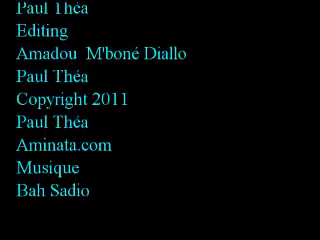 Paul Théa
Editing
Amadou  M'boné Diallo
Paul Théa
Copyright 2011
Paul Théa
Aminata.com
Musique
Bah Sadio